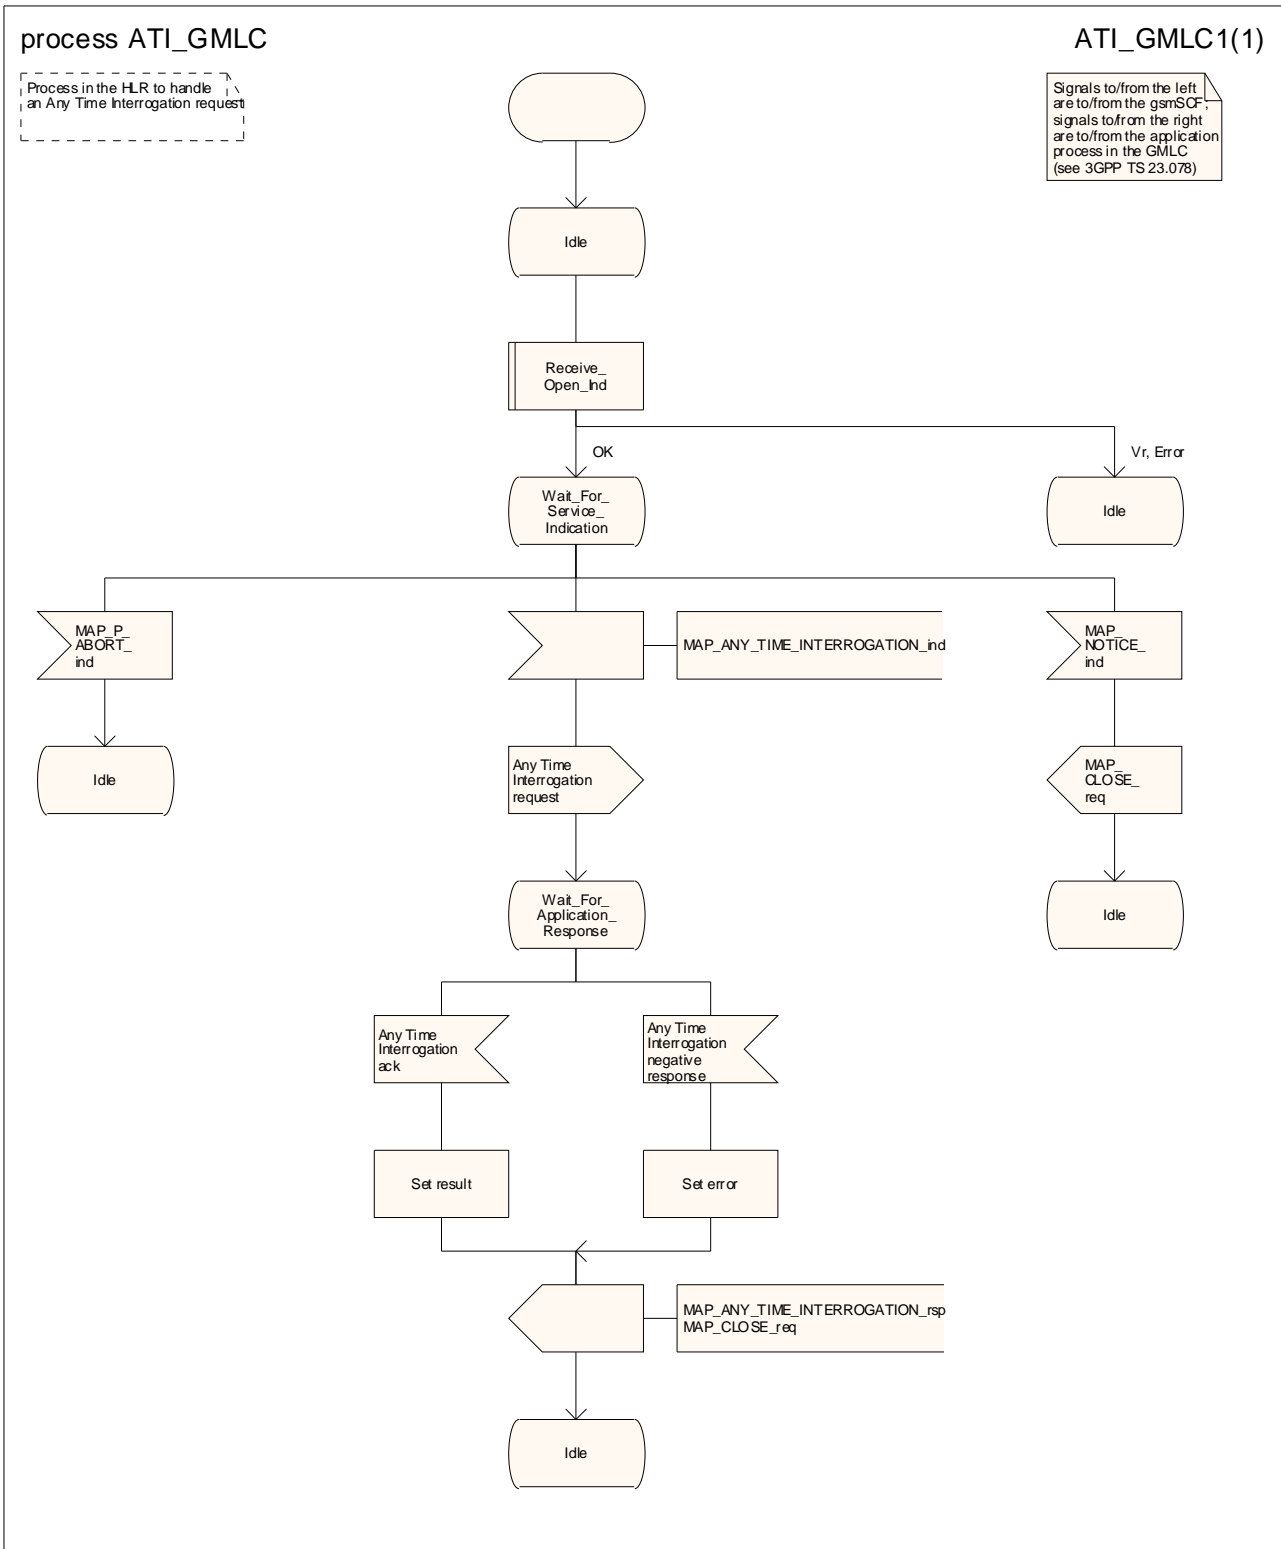 process ATI_GMLC
ATI_GMLC1(1)
Process in the HLR to handle
an Any Time Interrogation request
Signals to/from the left
are to/from the gsmSCF;
signals to/from the right
are to/from the application
process in the GMLC
(see 3GPP TS 23.078)
Idle
Receive_
Open_Ind
OK
Vr, Error
Wait_For_
Service_
Indication
Idle
MAP_P_
ABORT_
ind
MAP_ANY_TIME_INTERROGATION_ind
MAP_
NOTICE_
ind
Idle
Any Time
Interrogation
request
MAP_
CLOSE_
req
Wait_For_
Application_
Response
Idle
Any Time
Interrogation
ack
Any Time
Interrogation
negative
response
Set result
Set error
MAP_ANY_TIME_INTERROGATION_rsp
MAP_CLOSE_req
Idle